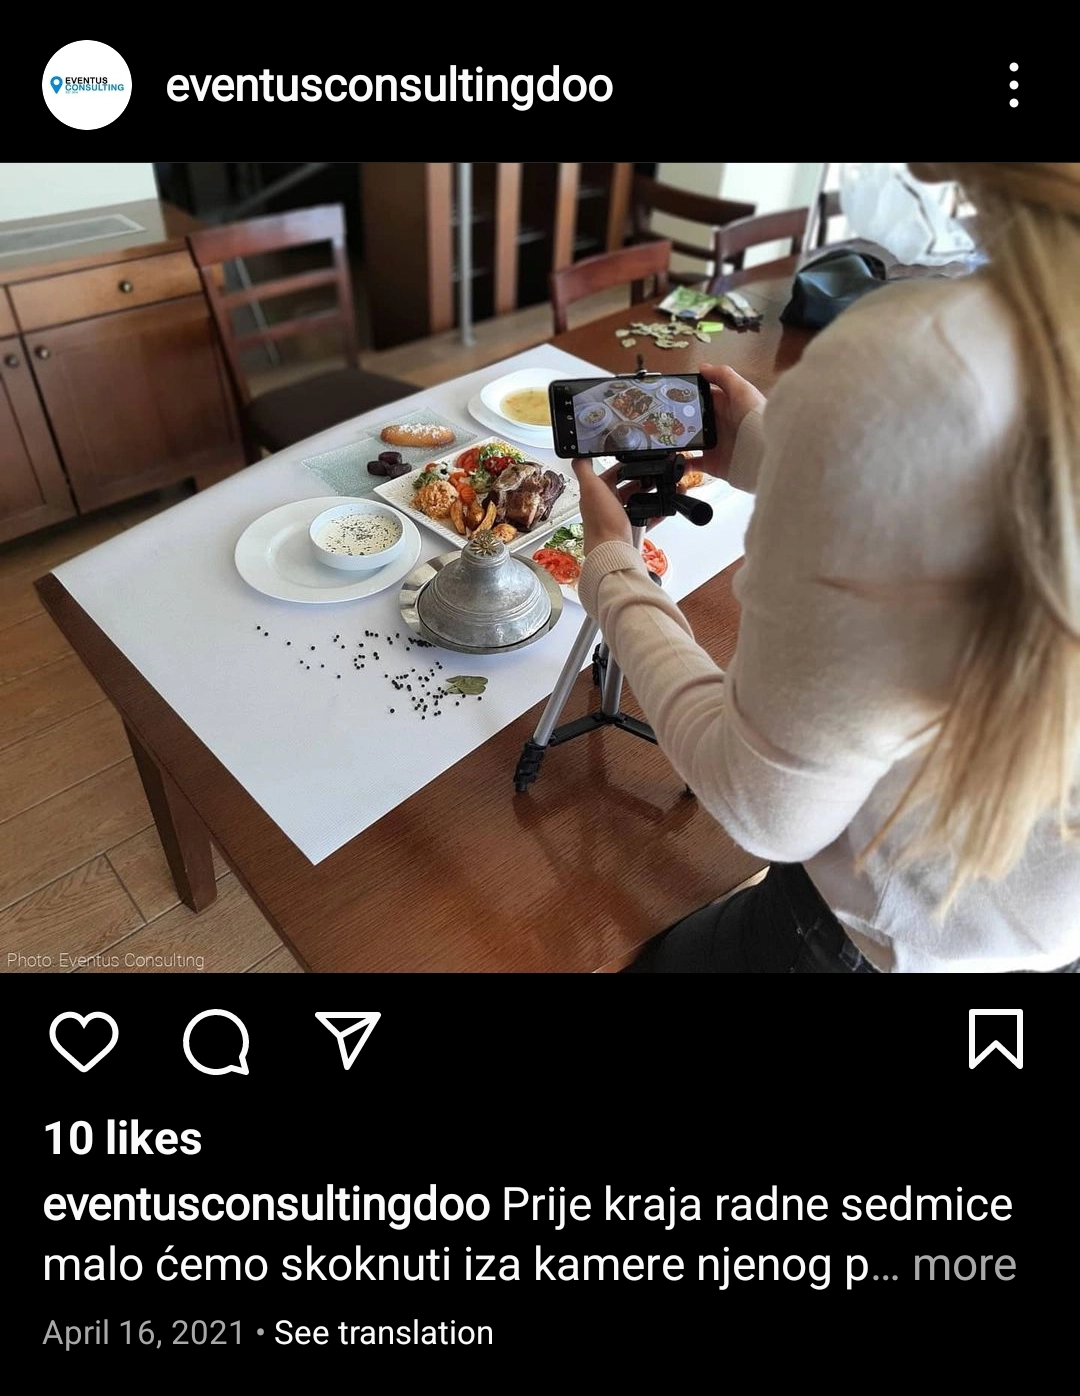 EVENTUS
CONSULTING
eventusconsultingdoo
Photo: Eventus Consulting
10 likes
eventusconsultingdoo Prije kraja radne sedmice
malo ćemo skoknuti iza kamere njenog p... more
April 16, 2021 • See translation